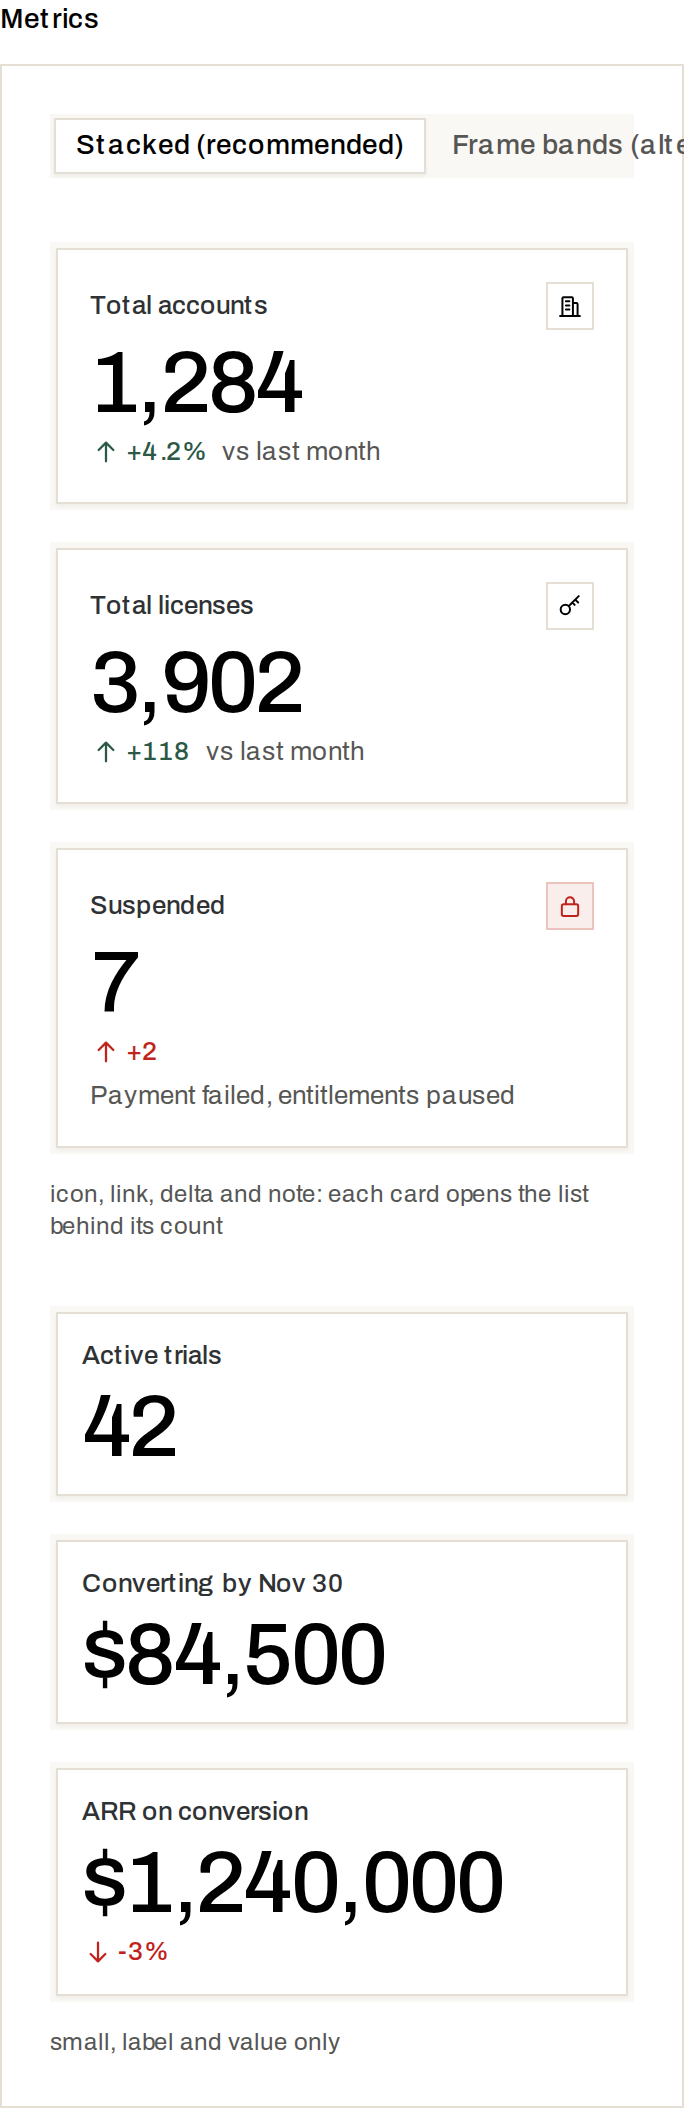 Metrics
Stacked (recommended)
Frame bands (alte
Total accounts
1,284
↑ +4.2% vs last month
Total licenses
3,902
↑ +118 vs last month
Suspended
7
↑ +2
Payment failed, entitlements paused
icon, link, delta and note: each card opens the list
behind its count
Active trials
42
Converting by Nov 30
$84,500
ARR on conversion
$1,240,000
↓ -3%
small, label and value only